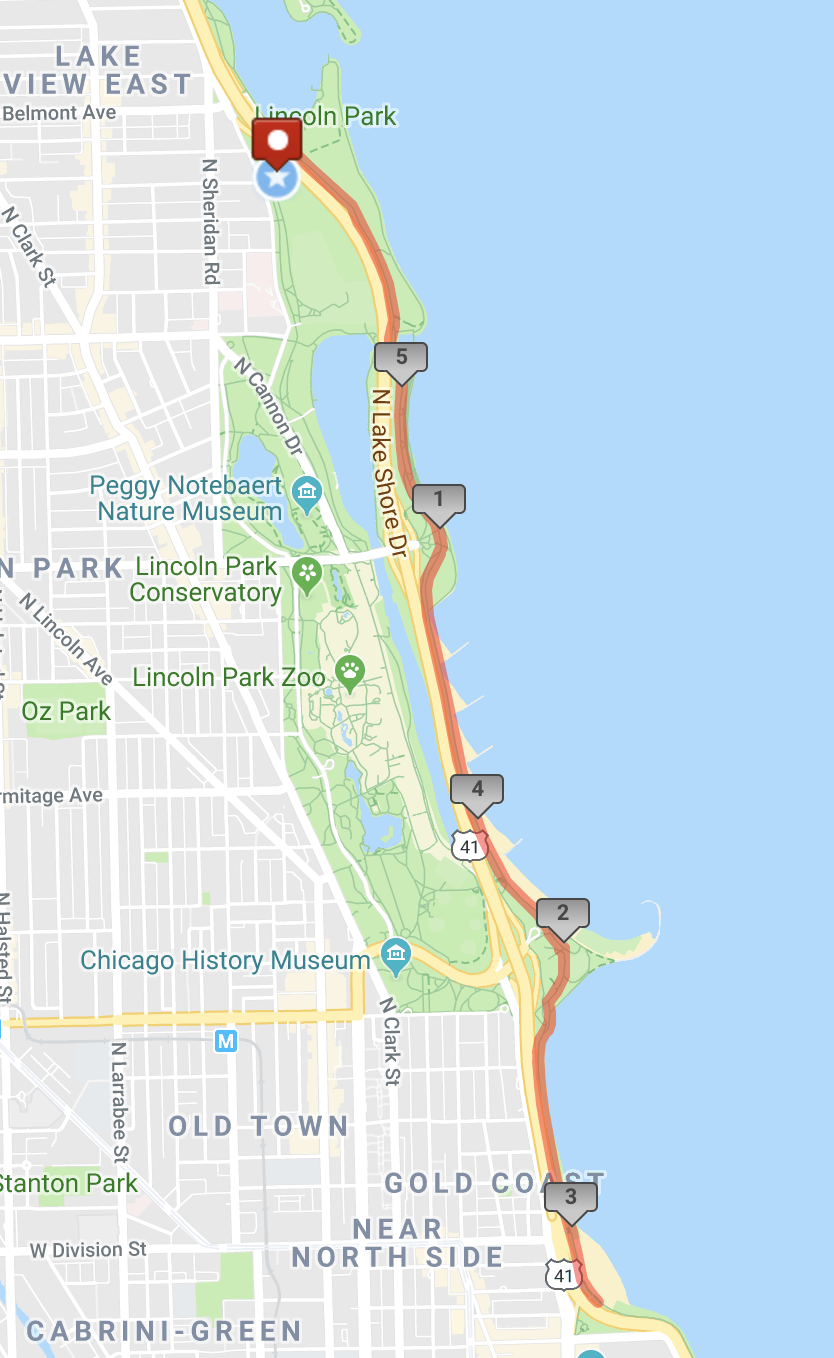 LAKE
VIEW EAST
Belmont Ave
Lincoln Park
N Sheridan Rd
N Clark St
5
N Cannon Dr
N Lake Shore Dr
Peggy Notebaert
Nature Museum
1
N PARK
Lincoln Park
Conservatory
N Lincoln Ave
Lincoln Park Zoo
Oz Park
rmitage Ave
4
41
2
N Halsted St
Chicago History Museum
N Clark St
M
N Larrabee St
OLD TOWN
Stanton Park
GOLD COAST
3
W Division St
NEAR
NORTH SIDE
41
CABRINI-GREEN